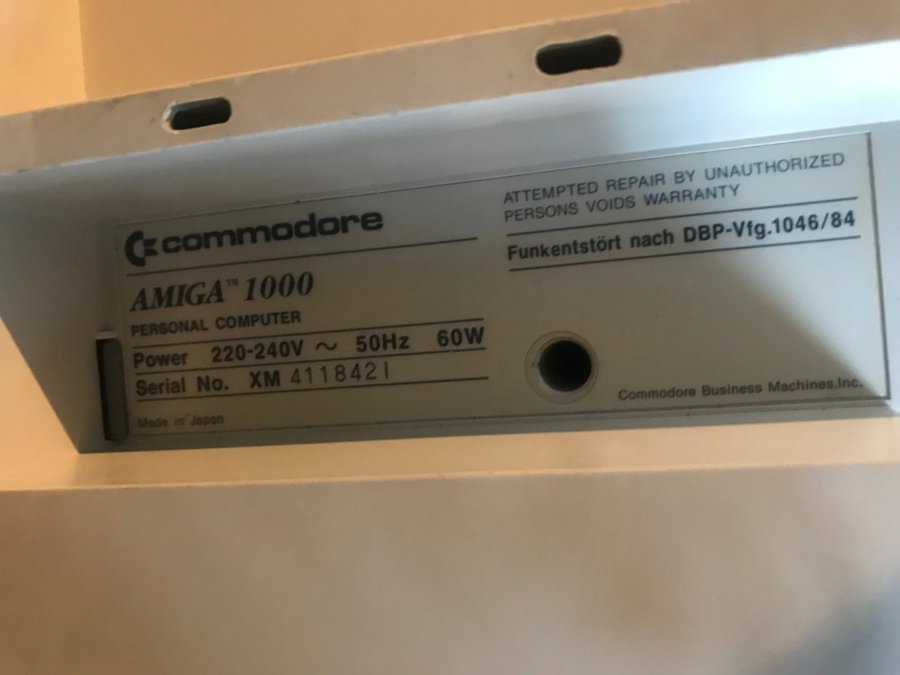 commodore
AMIGA™ 1000
PERSONAL COMPUTER
Power 220-240V ~ 50Hz 60W
Serial No. XM 4118421
Made in Japan
ATTEMPTED REPAIR BY UNAUTHORIZED
PERSONS VOIDS WARRANTY
Funkentstört nach DBP-Vfg.1046/84
Commodore Business Machines,Inc.